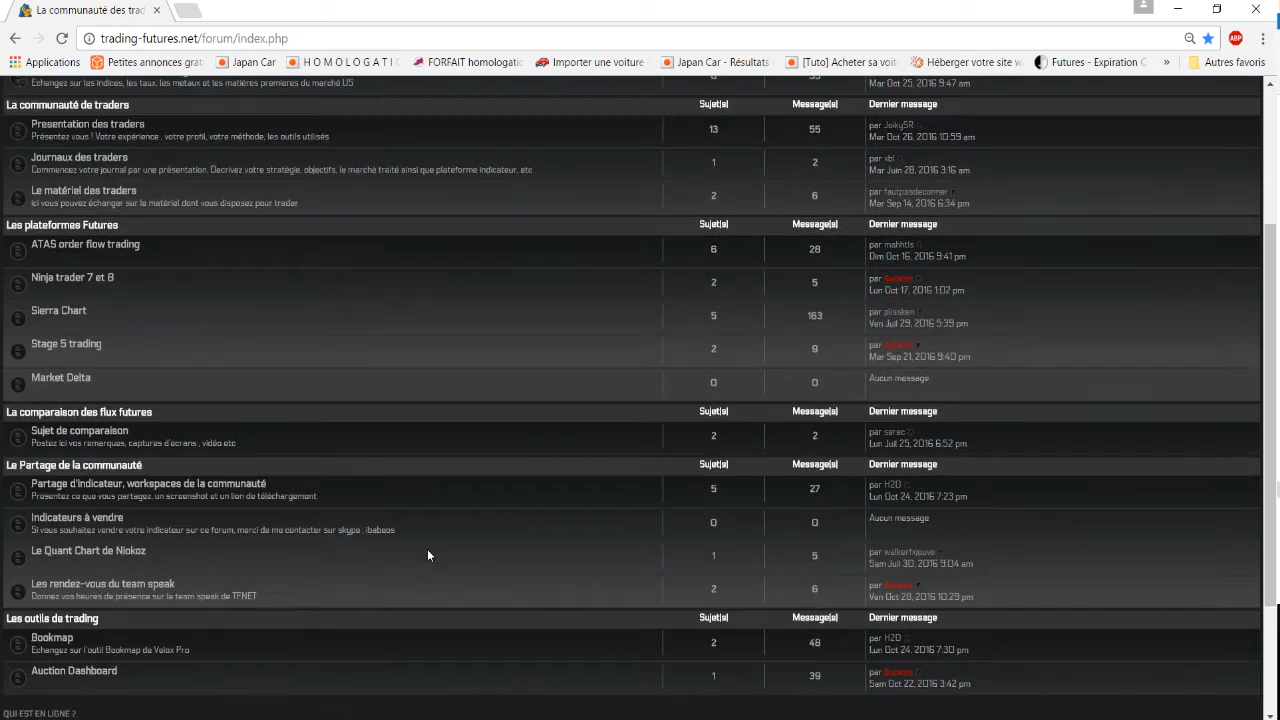 La communauté des trad
trading-futures.net/forum/index.php
Applications Petites annonces grat Japan Car H O M O L O G A T I FORFAIT homologatio Importer une voiture Japan Car - Résultats [Tuto] Acheter sa voi Héberger votre site w Futures - Expiration C » Autres favoris
Echangez sur les indices, les taux, les metaux et les matières premieres du marché US
Mar Oct 25, 2016 9:47 am
La communauté de traders Sujet(s) Message(s) Dernier message
Presentation des traders 13 55 par JoikySR
Présentez vous ! Votre expérience , votre profil, votre méthode, les outils utilisés Mer Oct 26, 2016 10:59 am
Journaux des traders 1 2 par xbl
Commencez votre journal par une présentation. Decrivez votre stratégie, objectifs, le marché traité ainsi que plateforme indicateur, etc Mar Juin 28, 2016 3:16 am
Le matériel des traders 2 6 par fautpasdeconner
ici vous pouvez échanger sur le matériel dont vous disposez pour trader Mer Sep 14, 2016 6:34 pm
Les plateformes Futures Sujet(s) Message(s) Dernier message
ATAS order flow trading 6 28 par mahhtls
Dim Oct 16, 2016 9:41 pm
Ninja trader 7 et 8 2 5 par
Lun Oct 17, 2016 1:02 pm
Sierra Chart 5 163 par plissken
Ven Juil 29, 2016 5:39 pm
Stage 5 trading 2 9 par
Mer Sep 21, 2016 9:40 pm
Market Delta 0 0 Aucun message
La comparaison des flux futures Sujet(s) Message(s) Dernier message
Sujet de comparaison 2 2 par serac
Postez ici vos remarques, captures d'ecrans , vidéo etc Lun Juil 25, 2016 6:52 pm
Le Partage de la communauté Sujet(s) Message(s) Dernier message
Partage d'indicateur, workspaces de la communauté 5 27 par H2O
Presentez ce que vous partagez, un screenshot et un lien de téléchargement Lun Oct 24, 2016 7:23 pm
Indicateurs à vendre 0 0 Aucun message
Si vous souhaitez vendre votre indicateur sur ce forum, merci de me contacter sur skype , ibabeos
Le Quant Chart de Niokoz 1 5 par walkerfxjouve
Sam Juil 30, 2016 9:04 am
Les rendez-vous du team speak 2 6 par
Donnez vos heures de présence sur la team speak de TFNET Ven Oct 28, 2016 10:29 pm
Les outils de trading Sujet(s) Message(s) Dernier message
Bookmap 2 48 par H2O
Echangez sur l'outil Bookmap de Velox Pro Lun Oct 24, 2016 7:30 pm
Auction Dashboard 1 39 par
Sam Oct 22, 2016 3:42 pm
QUI EST EN LIGNE ?